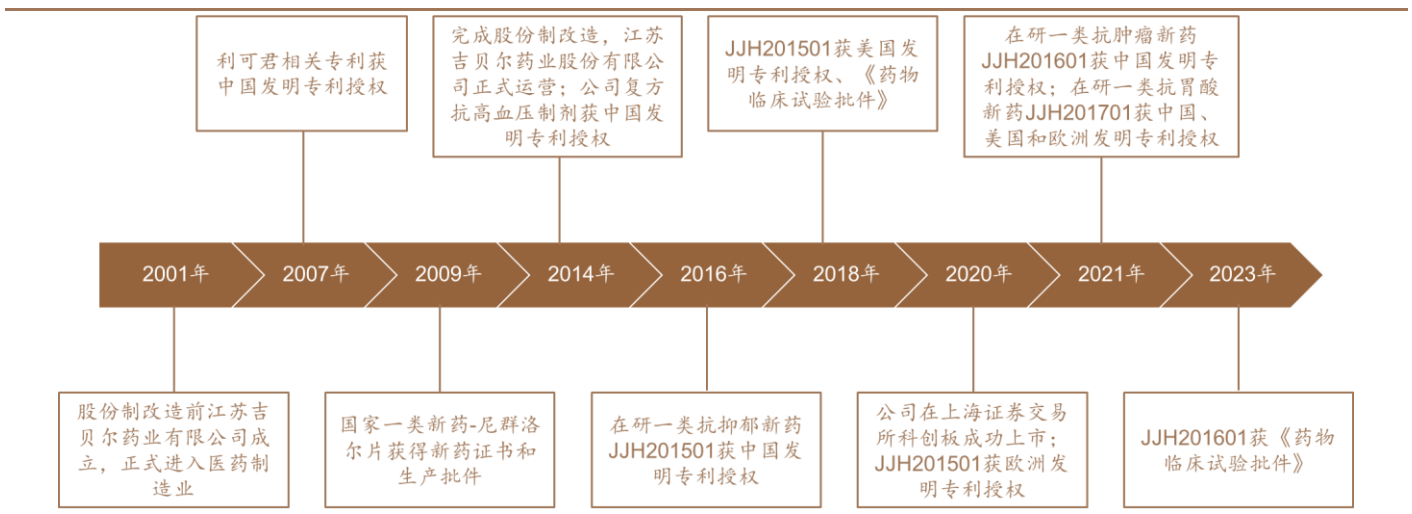 利可君相关专利获
中国发明专利授权
完成股份制改造，江苏
吉贝尔药业股份有限公
司正式运营；公司复方
抗高血压制剂获中国发
明专利授权
JJH201501获美国发
明专利授权、《药物
临床试验批件》
在研一类抗肿瘤新药
JJH201601获中国发明专
利授权；在研一类抗胃酸
新药JJH201701获中国、
美国和欧洲发明专利授权
2001年
2007年
2009年
2014年
2016年
2018年
2020年
2021年
2023年
股份制改造前江苏吉
贝尔药业有限公司成
立，正式进入医药制
造业
国家一类新药-尼群洛
尔片获得新药证书和
生产批件
在研一类抗抑郁新药
JJH201501获中国发
明专利授权
公司在上海证券交易
所科创板成功上市；
JJH201501获欧洲发
明专利授权
JJH201601获《药物
临床试验批件》